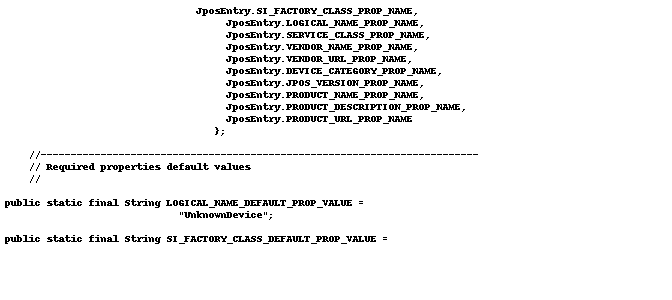 JposEntry.SI_FACTORY_CLASS_PROP_NAME,
JposEntry.LOGICAL_NAME_PROP_NAME,
JposEntry.SERVICE_CLASS_PROP_NAME,
JposEntry.VENDOR_NAME_PROP_NAME,
JposEntry.VENDOR_URL_PROP_NAME,
JposEntry.DEVICE_CATEGORY_PROP_NAME,
JposEntry.JPOS_VERSION_PROP_NAME,
JposEntry.PRODUCT_NAME_PROP_NAME,
JposEntry.PRODUCT_DESCRIPTION_PROP_NAME,
JposEntry.PRODUCT_URL_PROP_NAME
};
//-------------------------------------------------------------------------
// Required properties default values
//
public static final String LOGICAL_NAME_DEFAULT_PROP_VALUE =
"UnknownDevice";
public static final String SI_FACTORY_CLASS_DEFAULT_PROP_VALUE =